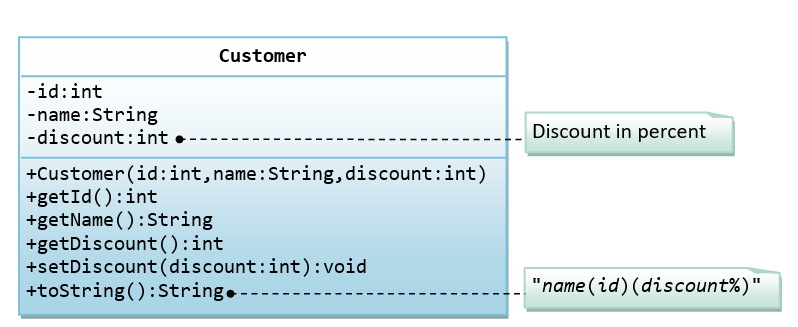 Customer
-id:int
-name:String
-discount:int
Discount in percent
+Customer(id:int,name:String,discount:int)
+getId():int
+getName():String
+getDiscount():int
+setDiscount(discount:int):void
+toString():String
"name(id)(discount%)"